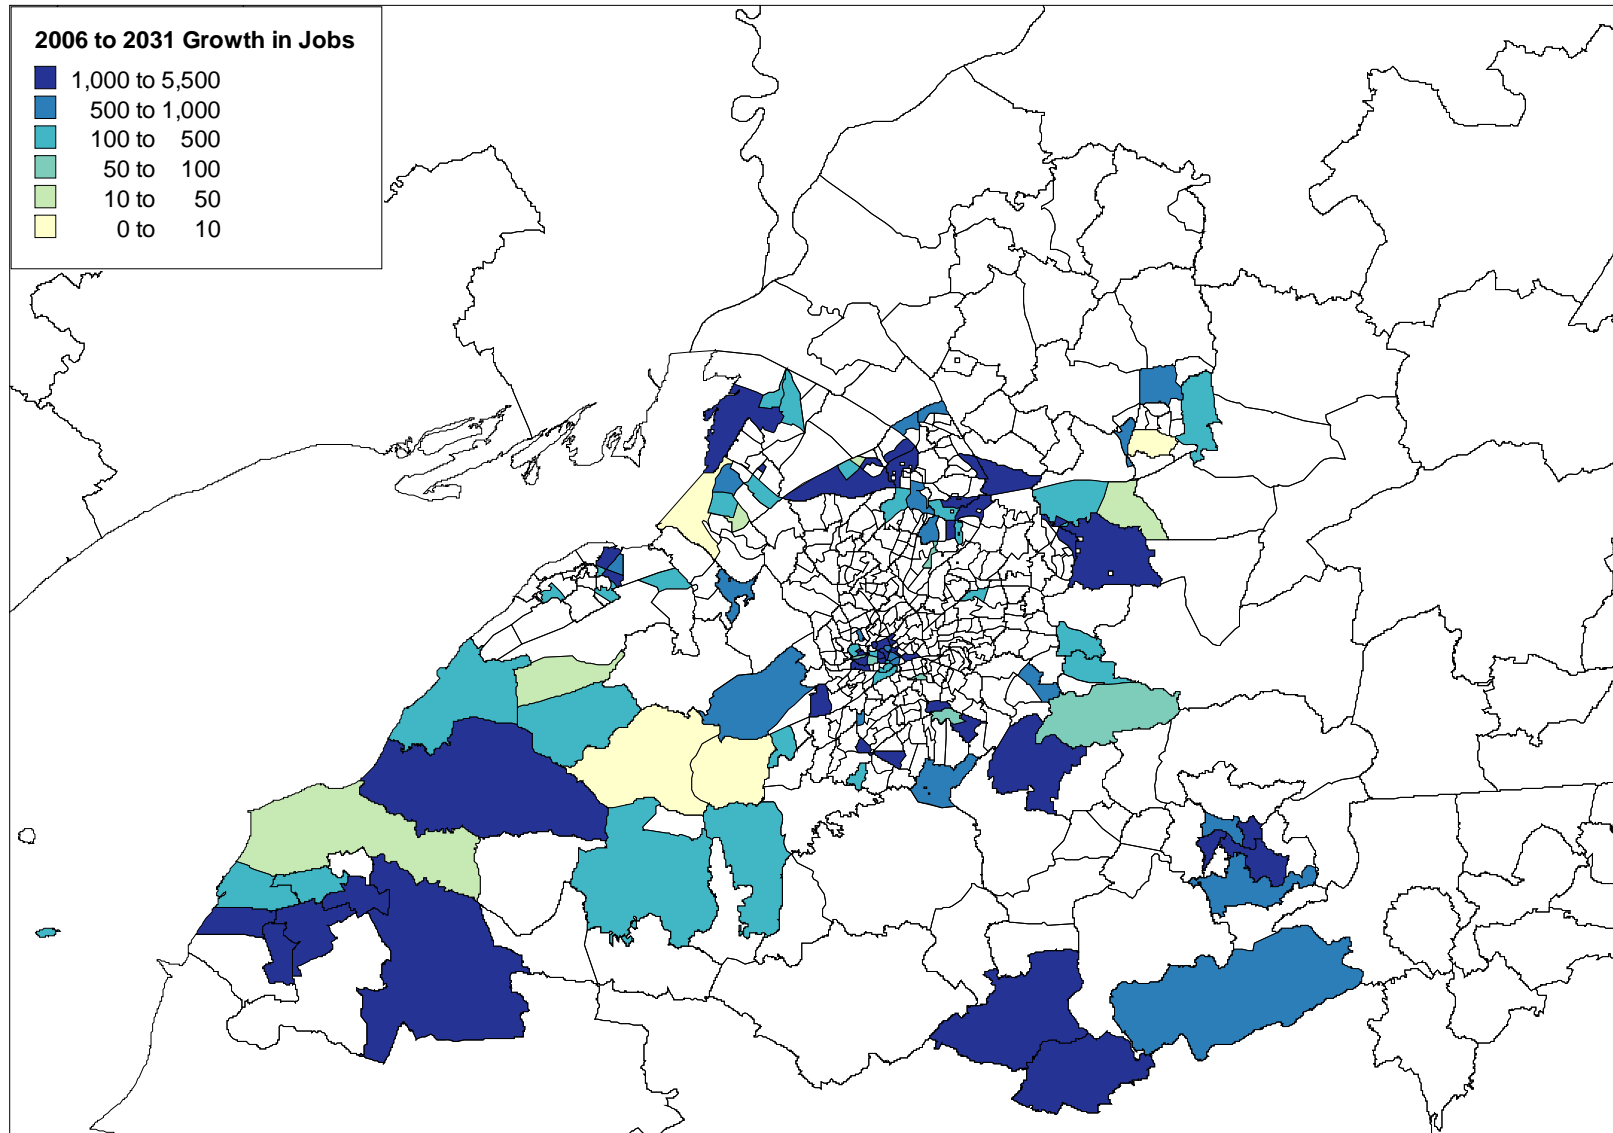 2006 to 2031 Growth in Jobs
1,000 to 5,500
500 to 1,000
100 to 500
50 to 100
10 to 50
0 to 10